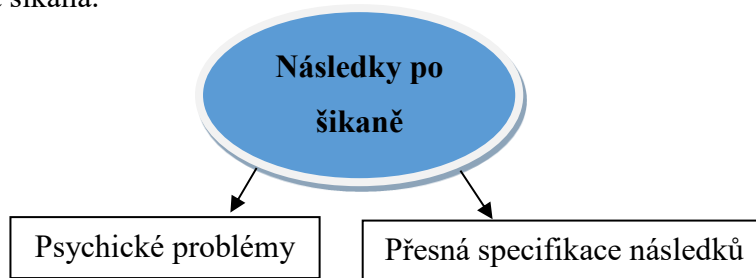 šikana.
Následky po
šikaně
Psychické problémy
Přesná specifikace následků